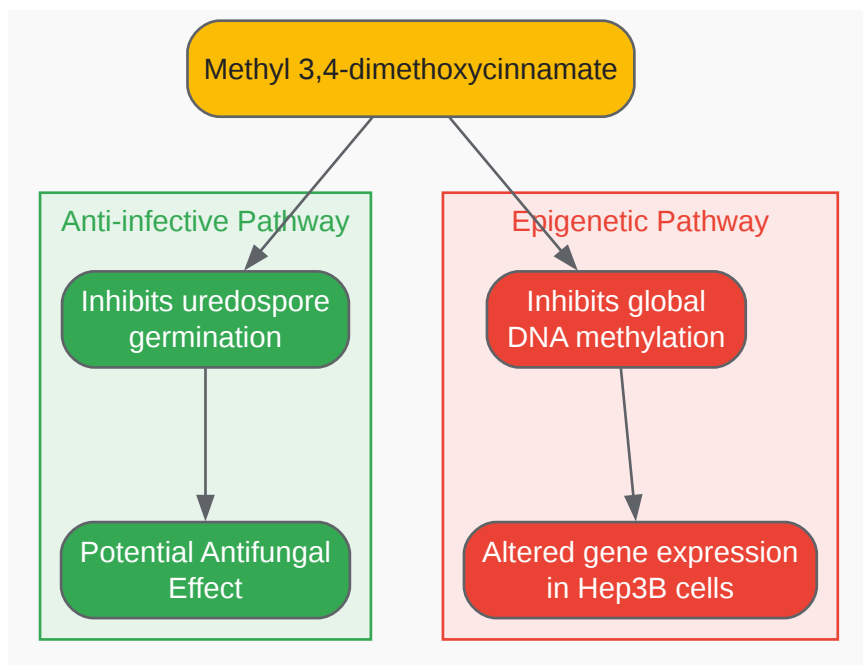 Methyl 3,4-dimethoxycinnamate
Anti-infective Pathway
Inhibits uredospore
germination
Potential Antifungal
Effect
Epigenetic Pathway
Inhibits global
DNA methylation
Altered gene expression
in Hep3B cells